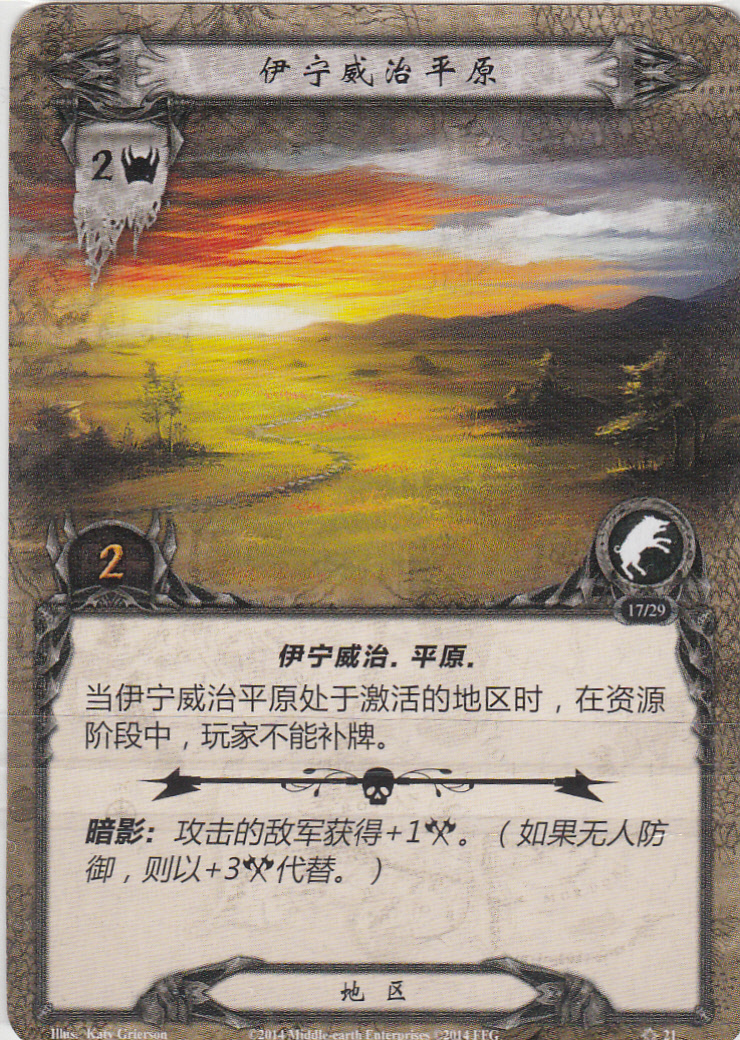 伊宁威治平原
2
2
17/29
伊宁威治. 平原.
当伊宁威治平原处于激活的地区时，在资源
阶段中，玩家不能补牌。
暗影：攻击的敌军获得+1。（如果无人防
御，则以+3代替。）
地区
Illus. Katy Grierson ©2014 Middle-earth Enterprises ©2014 FFG 21